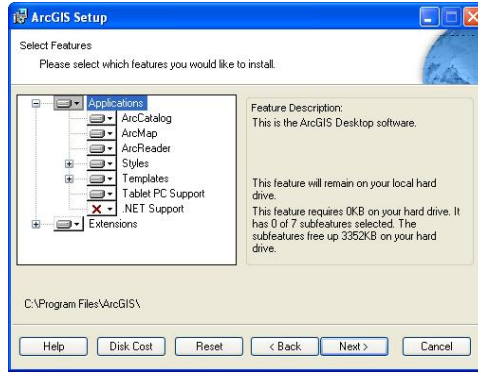 ArcGIS Setup
Select Features
Please select which features you would like to install.
Applications
ArcCatalog
ArcMap
ArcReader
Styles
Templates
Tablet PC Support
.NET Support
Extensions
Feature Description:
This is the ArcGIS Desktop software.
This feature will remain on your local hard
drive.
This feature requires 0KB on your hard drive. It
has 0 of 7 subfeatures selected. The
subfeatures free up 3352KB on your hard
drive.
C:\Program Files\ArcGIS\
Help Disk Cost Reset < Back Next > Cancel